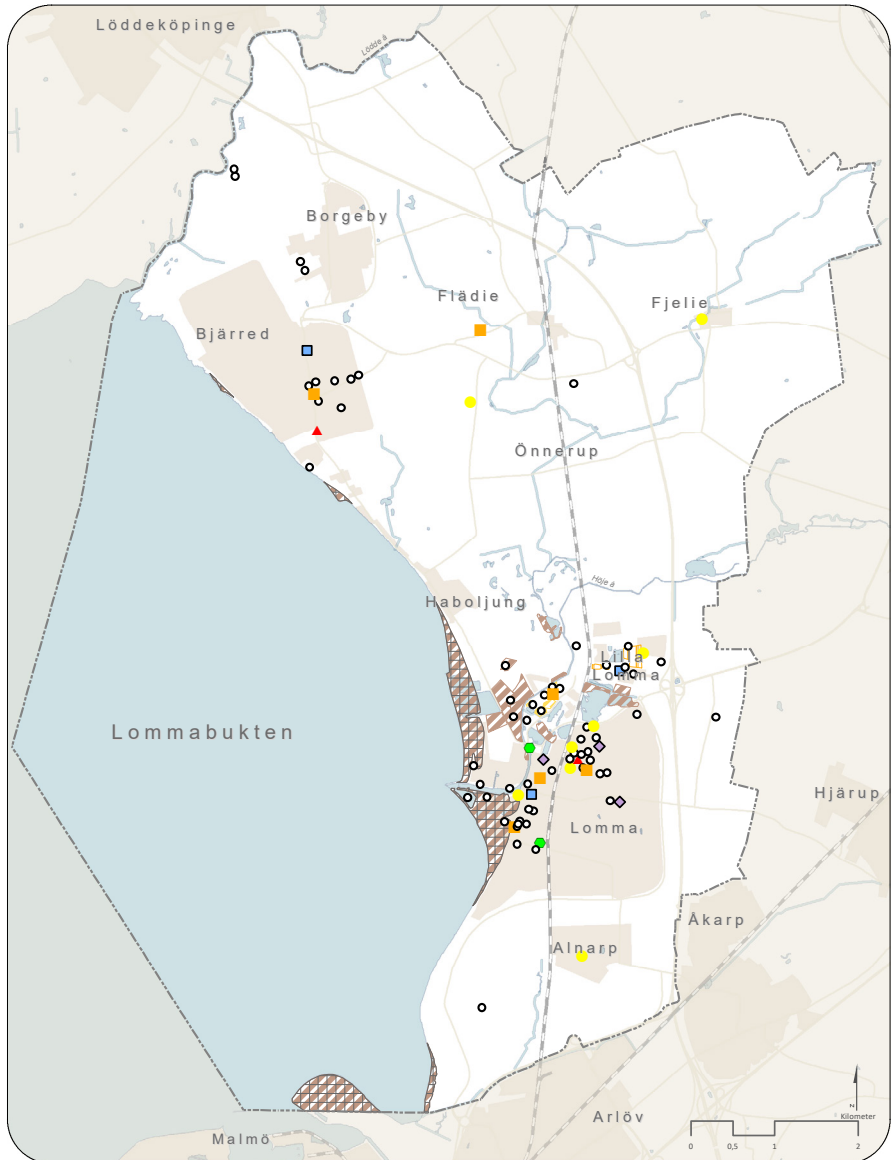 Löddeköpinge
Lödde å
Borgeby
Flädie
Fjelie
Bjärred
Önnerup
Höje å
Haboljung
Lilla
Lomma
Lommabukten
Hjärup
Lomma
Åkarp
Alnarp
Arlöv
Malmö
N
Kilometer
0 0,5 1 2